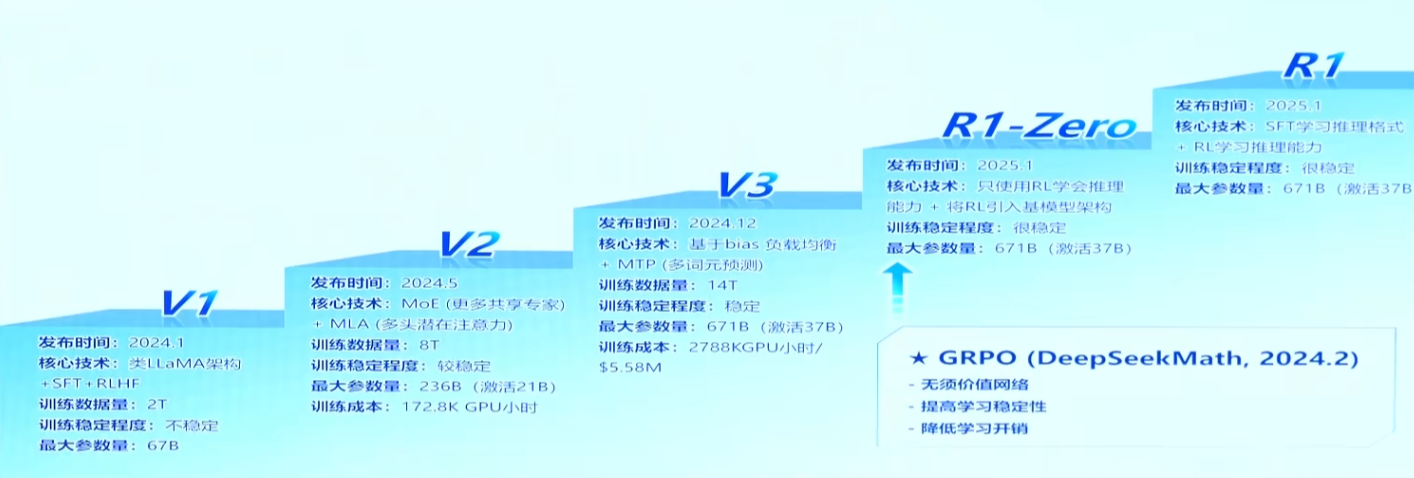 V1
发布时间：2024.1
核心技术：类LLaMA架构
+SFT+RLHF
训练数据量：2T
训练稳定程度：不稳定
最大参数量：67B
V2
发布时间：2024.5
核心技术：MoE (更多共享专家)
+ MLA (多头潜在注意力)
训练数据量：8T
训练稳定程度：较稳定
最大参数量：236B（激活21B）
训练成本：172.8K GPU小时
V3
发布时间：2024.12
核心技术：基于bias 负载均衡
+ MTP (多词元预测)
训练数据量：14T
训练稳定程度：稳定
最大参数量：671B（激活37B）
训练成本：2788KGPU小时/
$5.58M
R1-Zero
发布时间：2025.1
核心技术：只使用RL学会推理
能力 + 将RL引入基模型架构
训练稳定程度：很稳定
最大参数量：671B（激活37B）
R1
发布时间：2025.1
核心技术：SFT学习推理格式
+ RL学习推理能力
训练稳定程度：很稳定
最大参数量：671B（激活37B
★ GRPO (DeepSeekMath, 2024.2)
- 无须价值网络
- 提高学习稳定性
- 降低学习开销